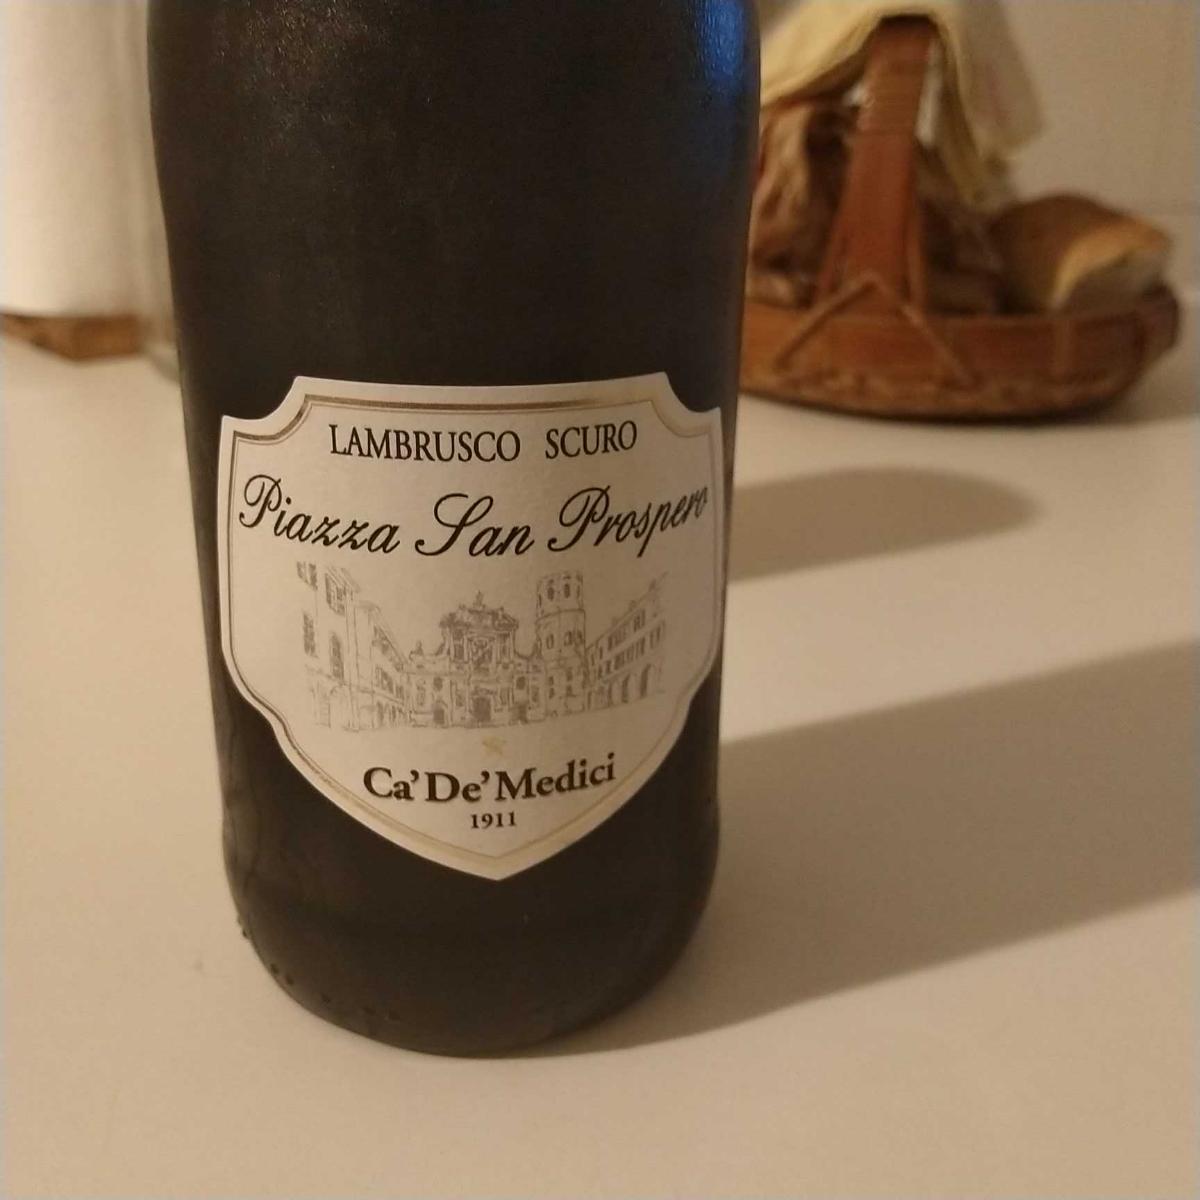 LAMBRUSCO SCURO
Piazza San Prospero
Ca'De'Medici
1911